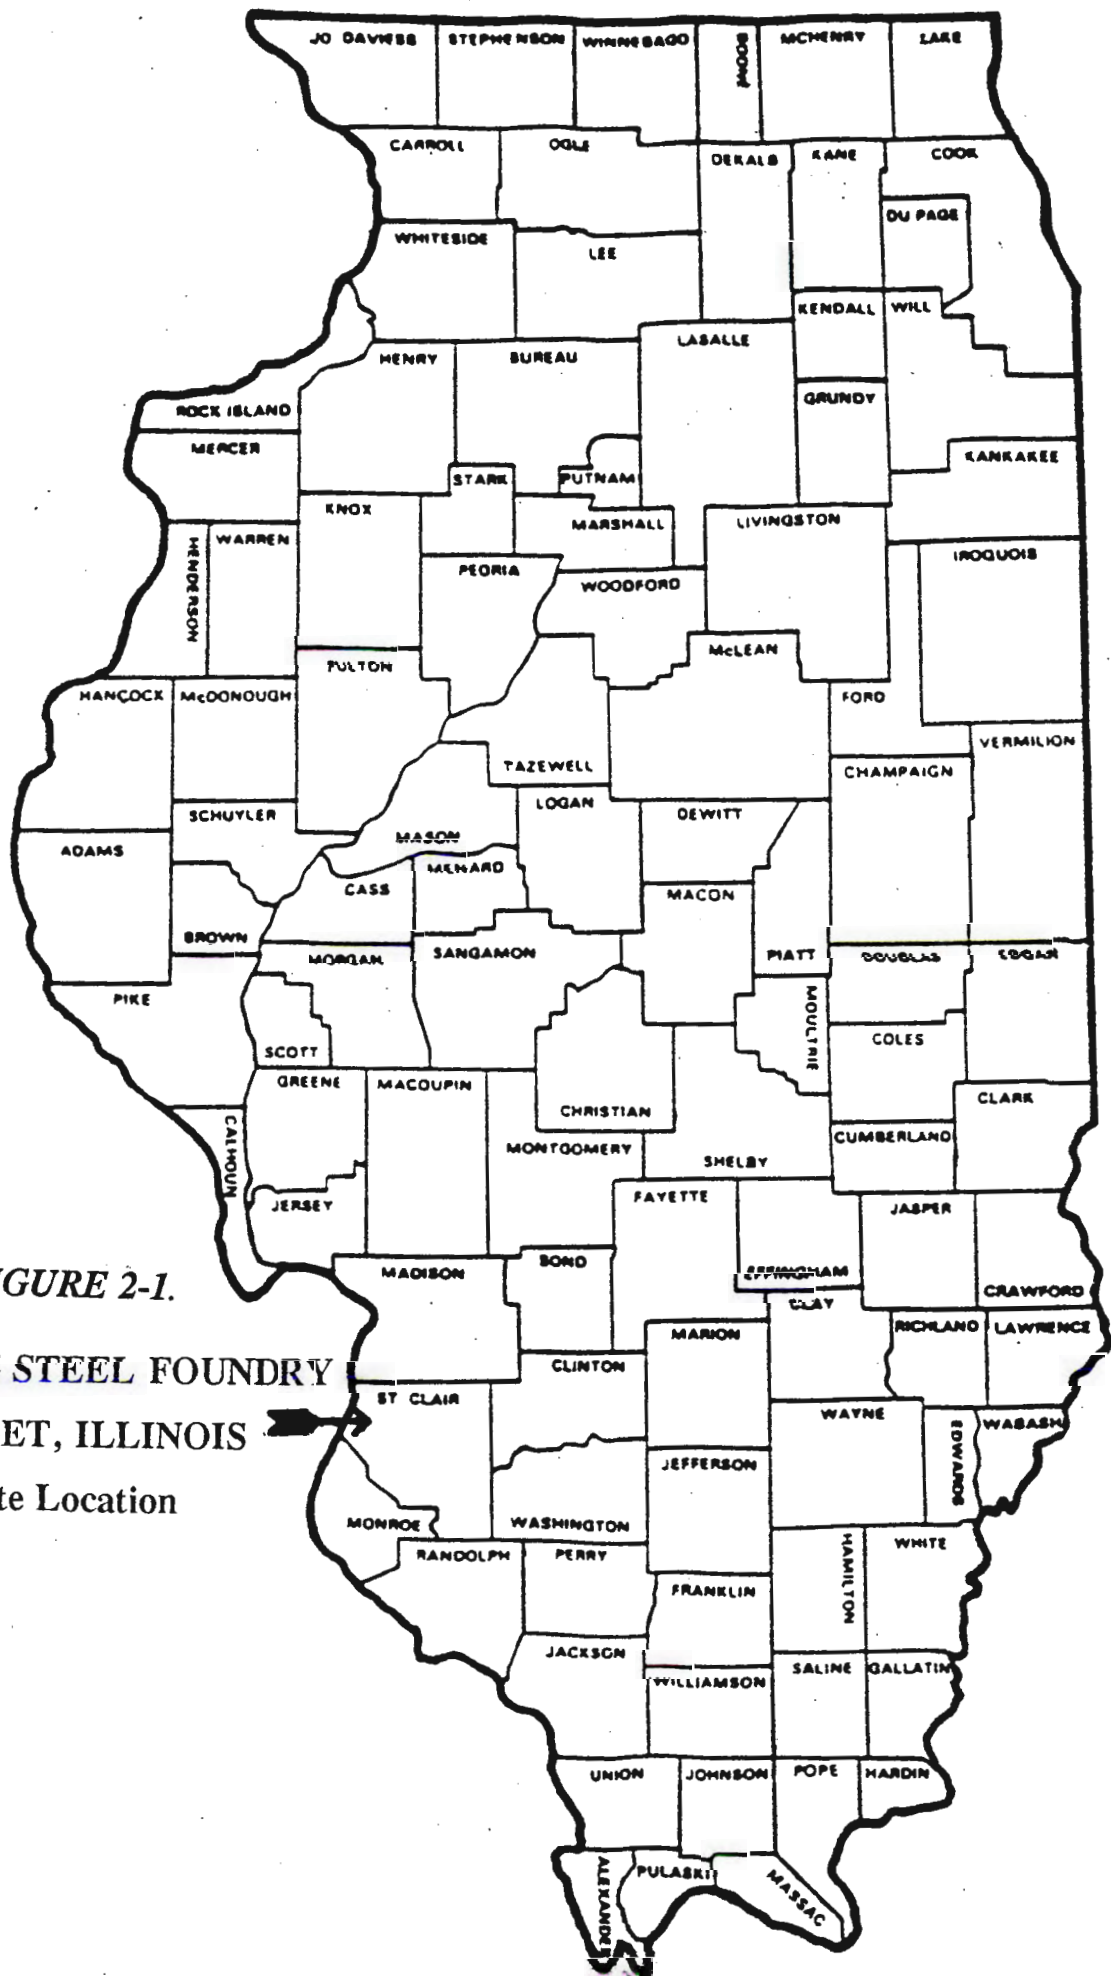 JO DAVIESS STEPHENSON WINNEBAGO MCHENRY LAKE
CARROLL OGLE DEKALB KANE COOK
DU PAGE
WHITESIDE LEE
KENDALL WILL
HENRY BUREAU LASALLE
ROCK ISLAND GRUNDY
MERCER KANKAKEE
STARK PUTNAM
KNOX MARSHALL LIVINGSTON
HENDERSON WARREN IROQUOIS
PEORIA WOODFORD
McLEAN
FULTON
HANCOCK McDONOUGH FORD
VERMILION
TAZEWELL CHAMPAIGN
LOGAN
SCHUYLER DEWITT
MASON
ADAMS MENARD
CASS MACON
BROWN
MORGAN SANGAMON PIATT DOUGLAS EDGAR
PIKE MOULTRIE
SCOTT COLES
GREENE MACOUPIN
CHRISTIAN CLARK
CALHOUN MONTGOMERY CUMBERLAND
SHELBY
JERSEY FAYETTE JASPER
BOND
MADISON EFFINGHAM
GURE 2-1. CRAWFORD
CLAY
MARION RICHLAND LAWRENCE
STEEL FOUNDRY CLINTON
ST CLAIR
ET, ILLINOIS WAYNE EDWARDS WABASH
JEFFERSON
te Location
MONROE WASHINGTON
RANDOLPH PERRY HAMILTON WHITE
FRANKLIN
JACKSON
WILLIAMSON SALINE GALLATIN
UNION JOHNSON POPE HARDIN
ALEXANDE PULASKI MASSAC